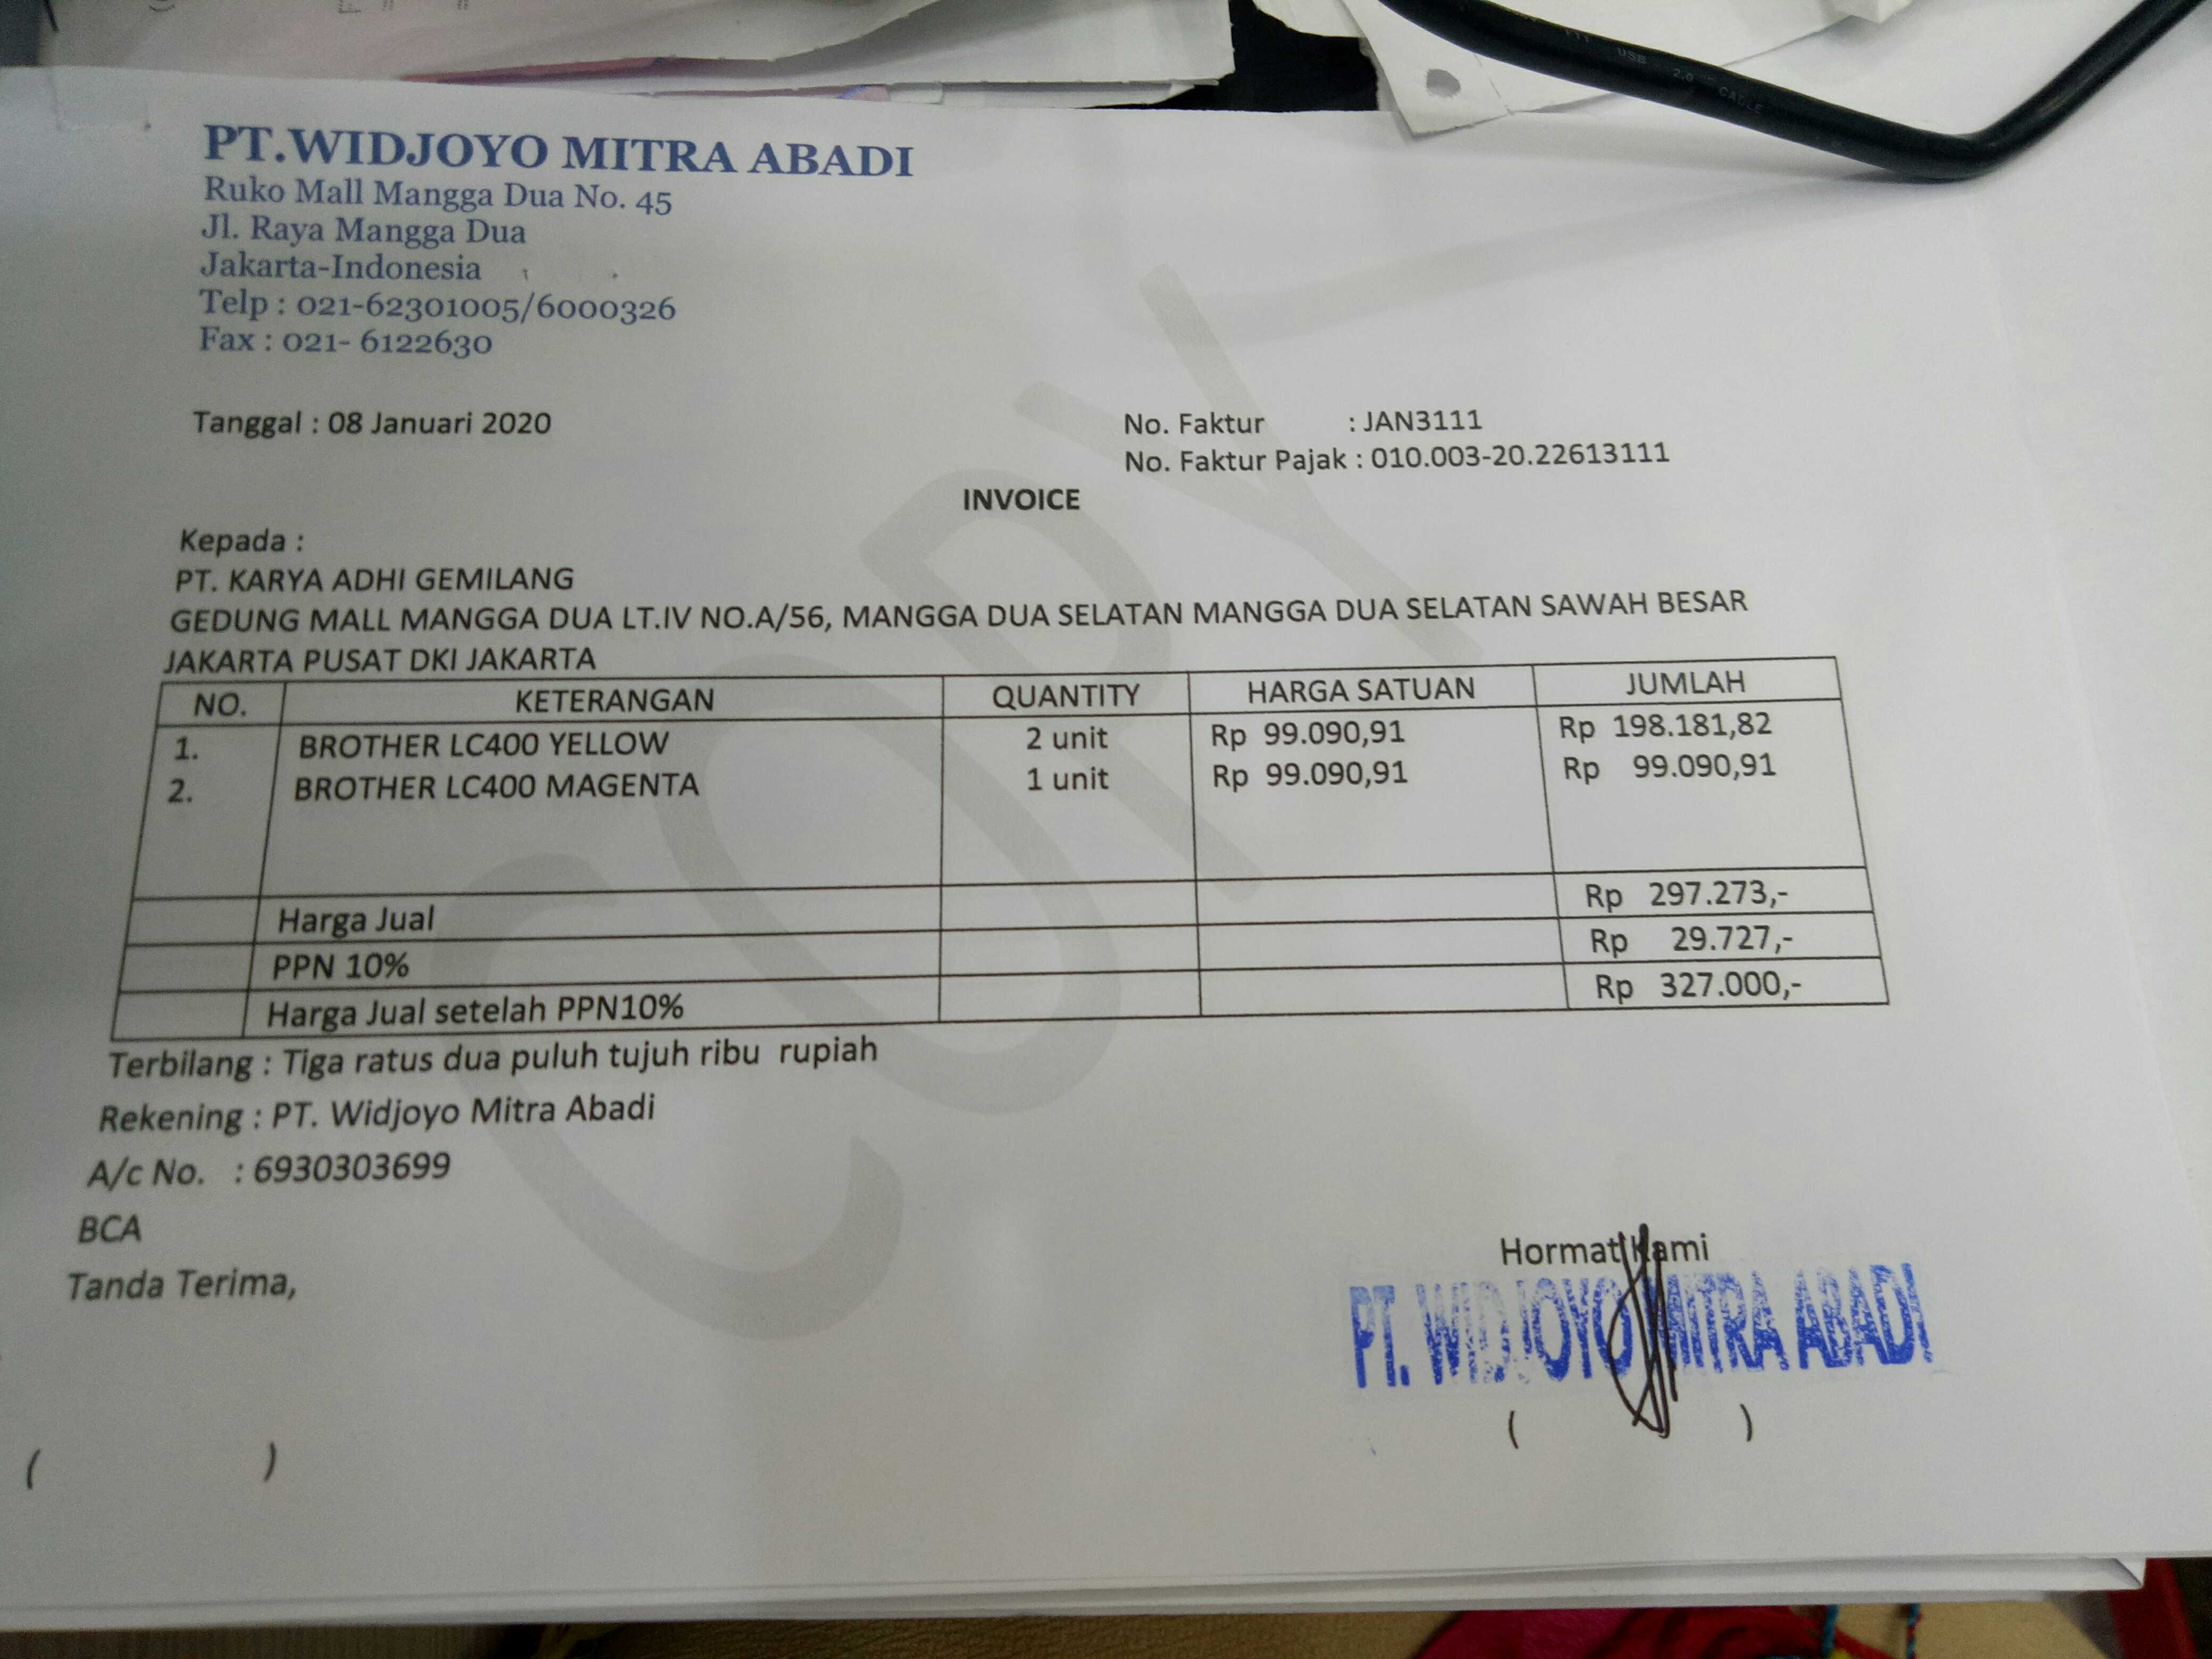 PT.WIDJOYO MITRA ABADI
Ruko Mall Mangga Dua No. 45
Jl. Raya Mangga Dua
Jakarta-Indonesia
Telp : 021-62301005/6000326
Fax : 021- 6122630
Tanggal : 08 Januari 2020
No. Faktur : JAN3111
No. Faktur Pajak : 010.003-20.22613111
INVOICE
Kepada :
PT. KARYA ADHI GEMILANG
GEDUNG MALL MANGGA DUA LT.IV NO.A/56, MANGGA DUA SELATAN MANGGA DUA SELATAN SAWAH BESAR
JAKARTA PUSAT DKI JAKARTA
NO. KETERANGAN QUANTITY HARGA SATUAN JUMLAH
1. BROTHER LC400 YELLOW 2 unit Rp 99.090,91 Rp 198.181,82
2. BROTHER LC400 MAGENTA 1 unit Rp 99.090,91 Rp 99.090,91
Harga Jual Rp 297.273,-
PPN 10% Rp 29.727,-
Harga Jual setelah PPN10% Rp 327.000,-
Terbilang : Tiga ratus dua puluh tujuh ribu rupiah
Rekening : PT. Widjoyo Mitra Abadi
A/c No. : 6930303699
BCA
Tanda Terima,
Hormat Kami
PT. WIDJOYO MITRA ABADI
( )
( )
COPY
USB 2.0 CABLE